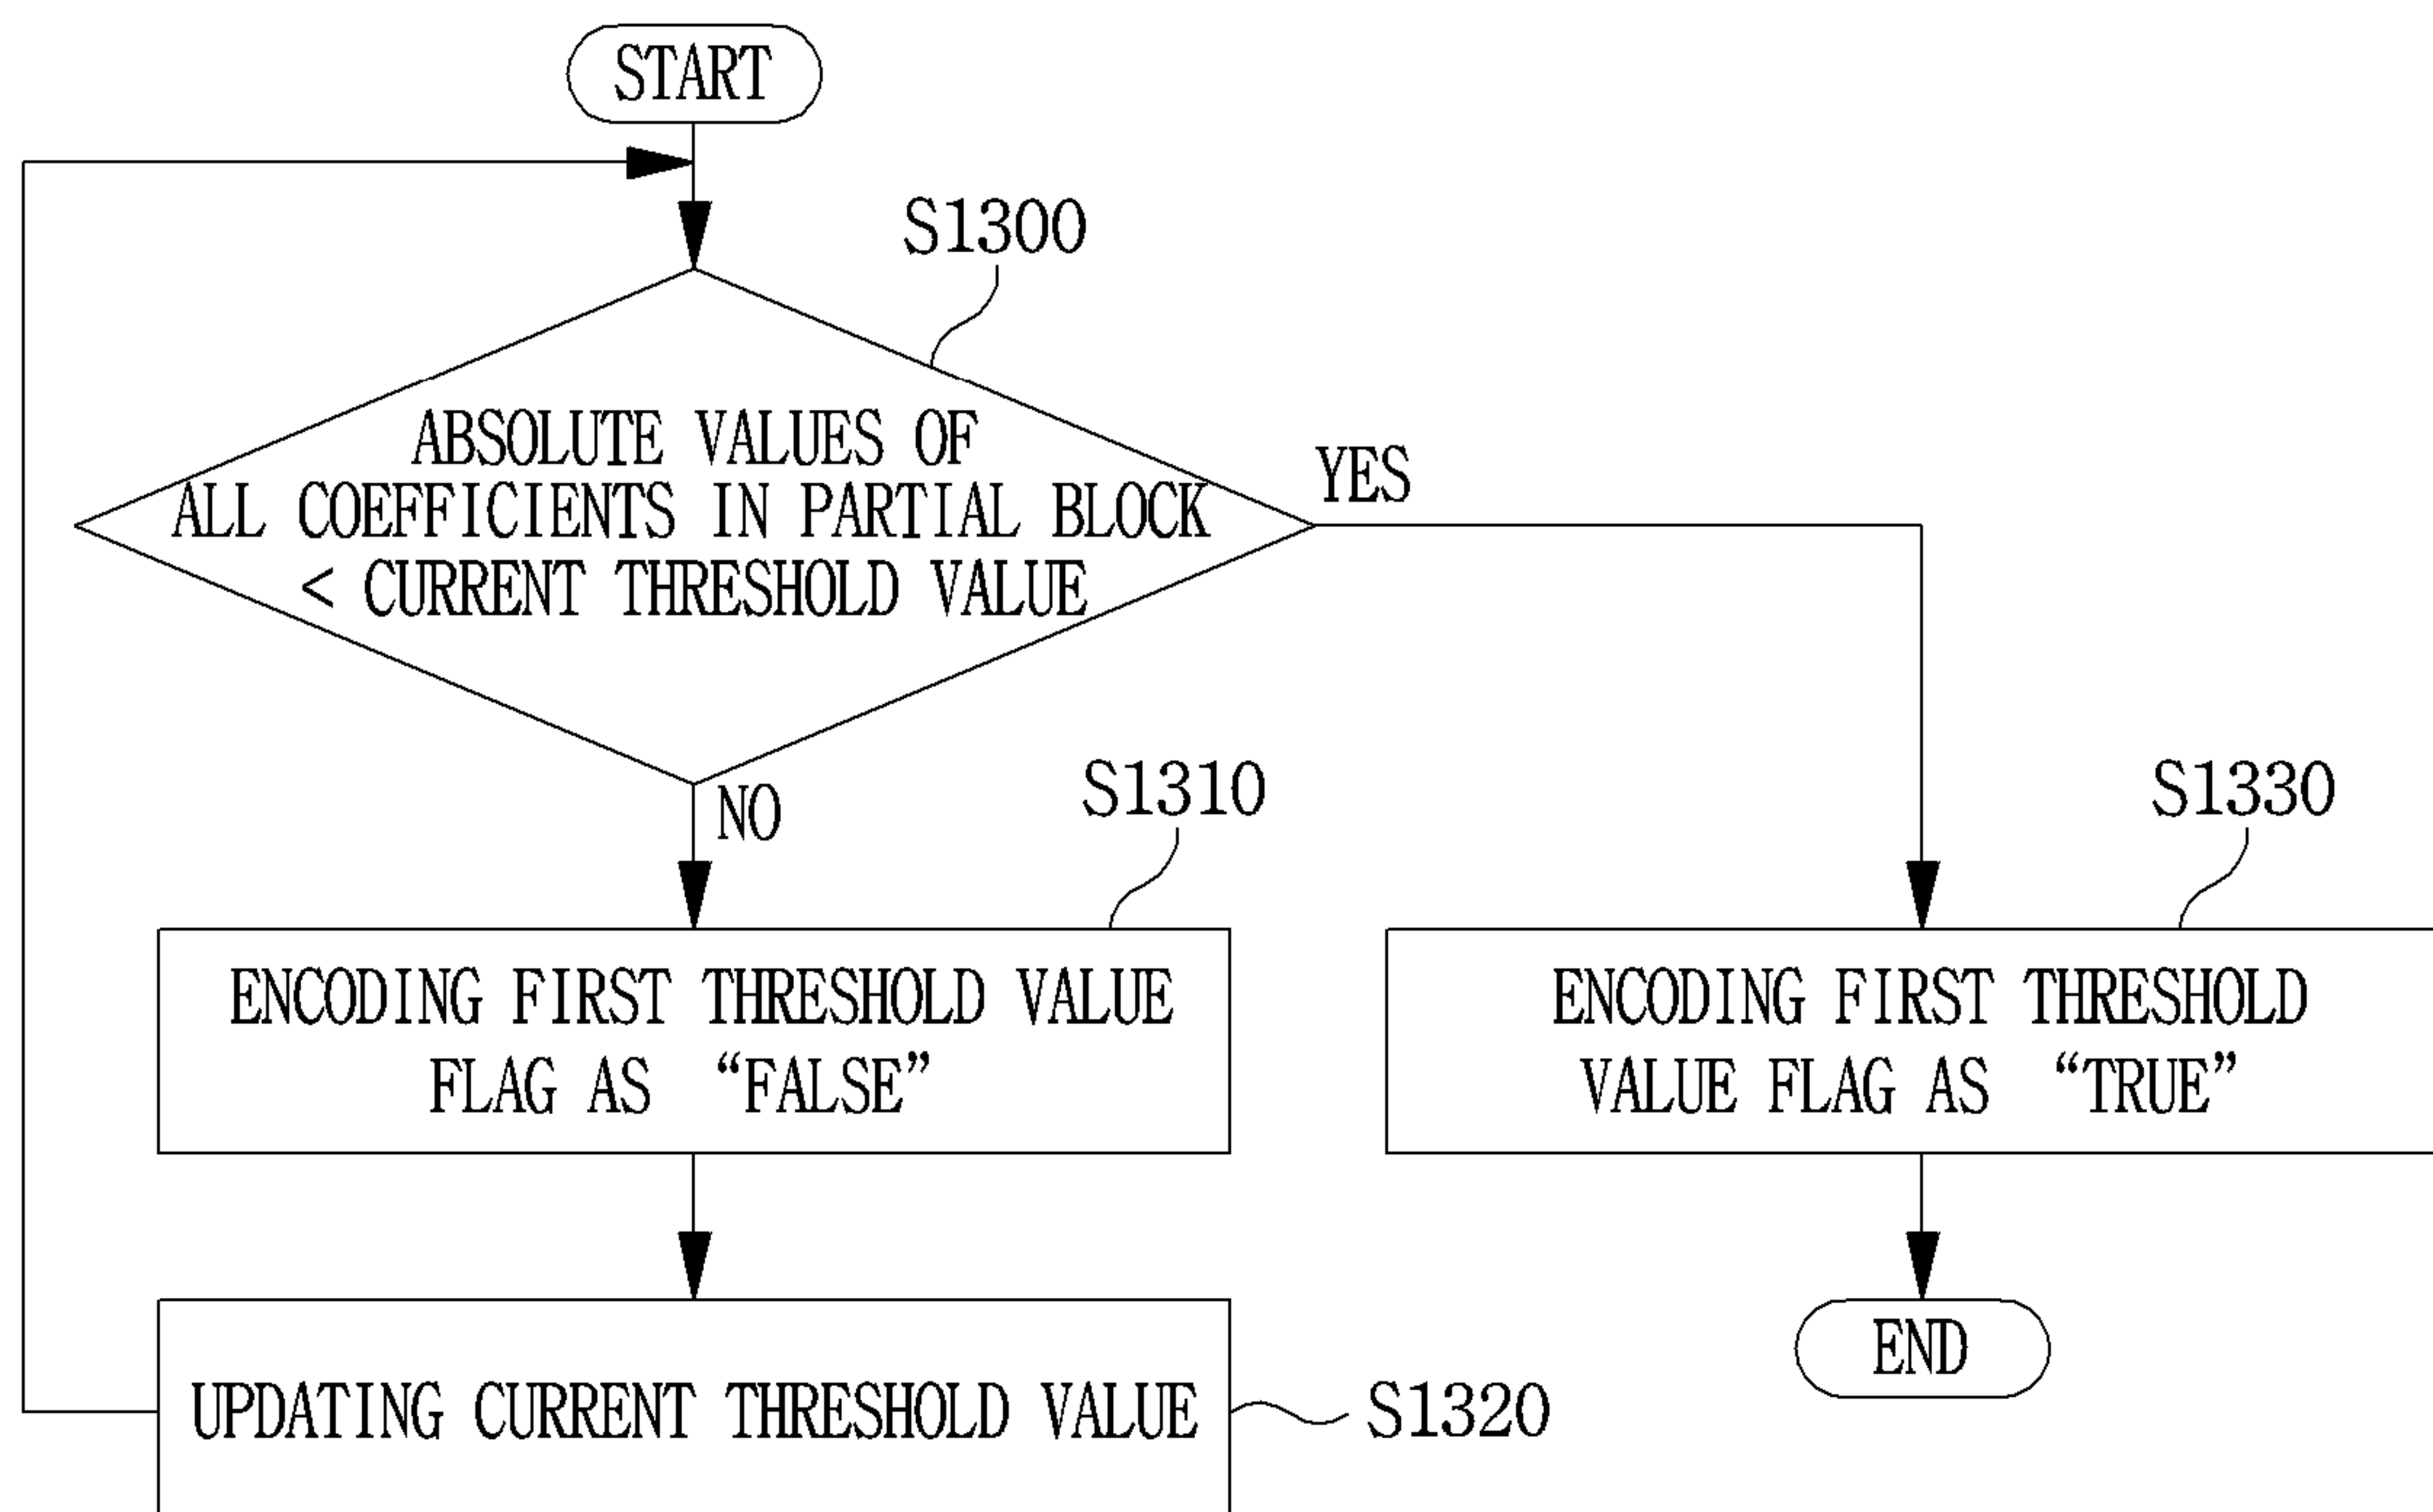 START
S1300
ABSOLUTE VALUES OF
ALL COEFFICIENTS IN PARTIAL BLOCK
< CURRENT THRESHOLD VALUE
YES
NO
S1310
S1330
ENCODING FIRST THRESHOLD VALUE
FLAG AS “FALSE”
ENCODING FIRST THRESHOLD
VALUE FLAG AS “TRUE”
UPDATING CURRENT THRESHOLD VALUE
S1320
END